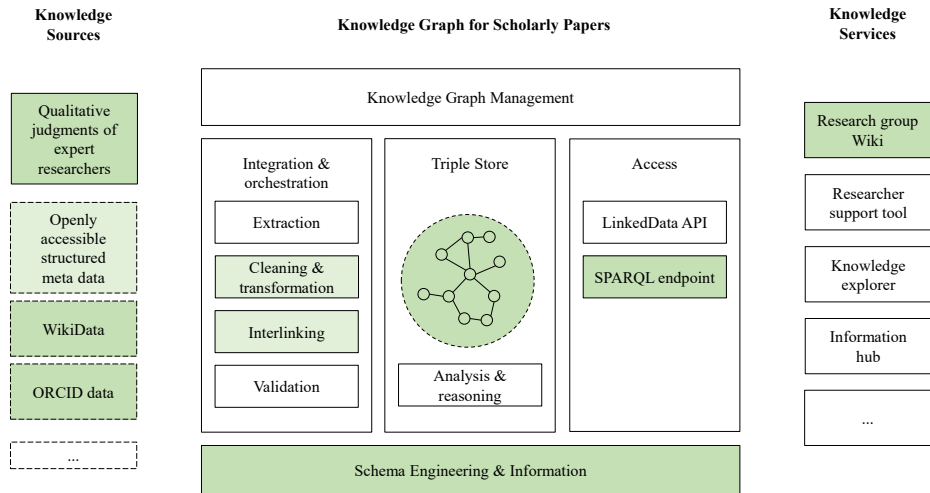 Knowledge
Sources
Knowledge Graph for Scholarly Papers
Knowledge
Services
Qualitative
judgments of
expert
researchers
Openly
accessible
structured
meta data
WikiData
ORCID data
...
Knowledge Graph Management
Integration &
orchestration
Extraction
Cleaning &
transformation
Interlinking
Validation
Triple Store
Analysis &
reasoning
Access
LinkedData API
SPARQL endpoint
Schema Engineering & Information
Research group
Wiki
Researcher
support tool
Knowledge
explorer
Information
hub
...